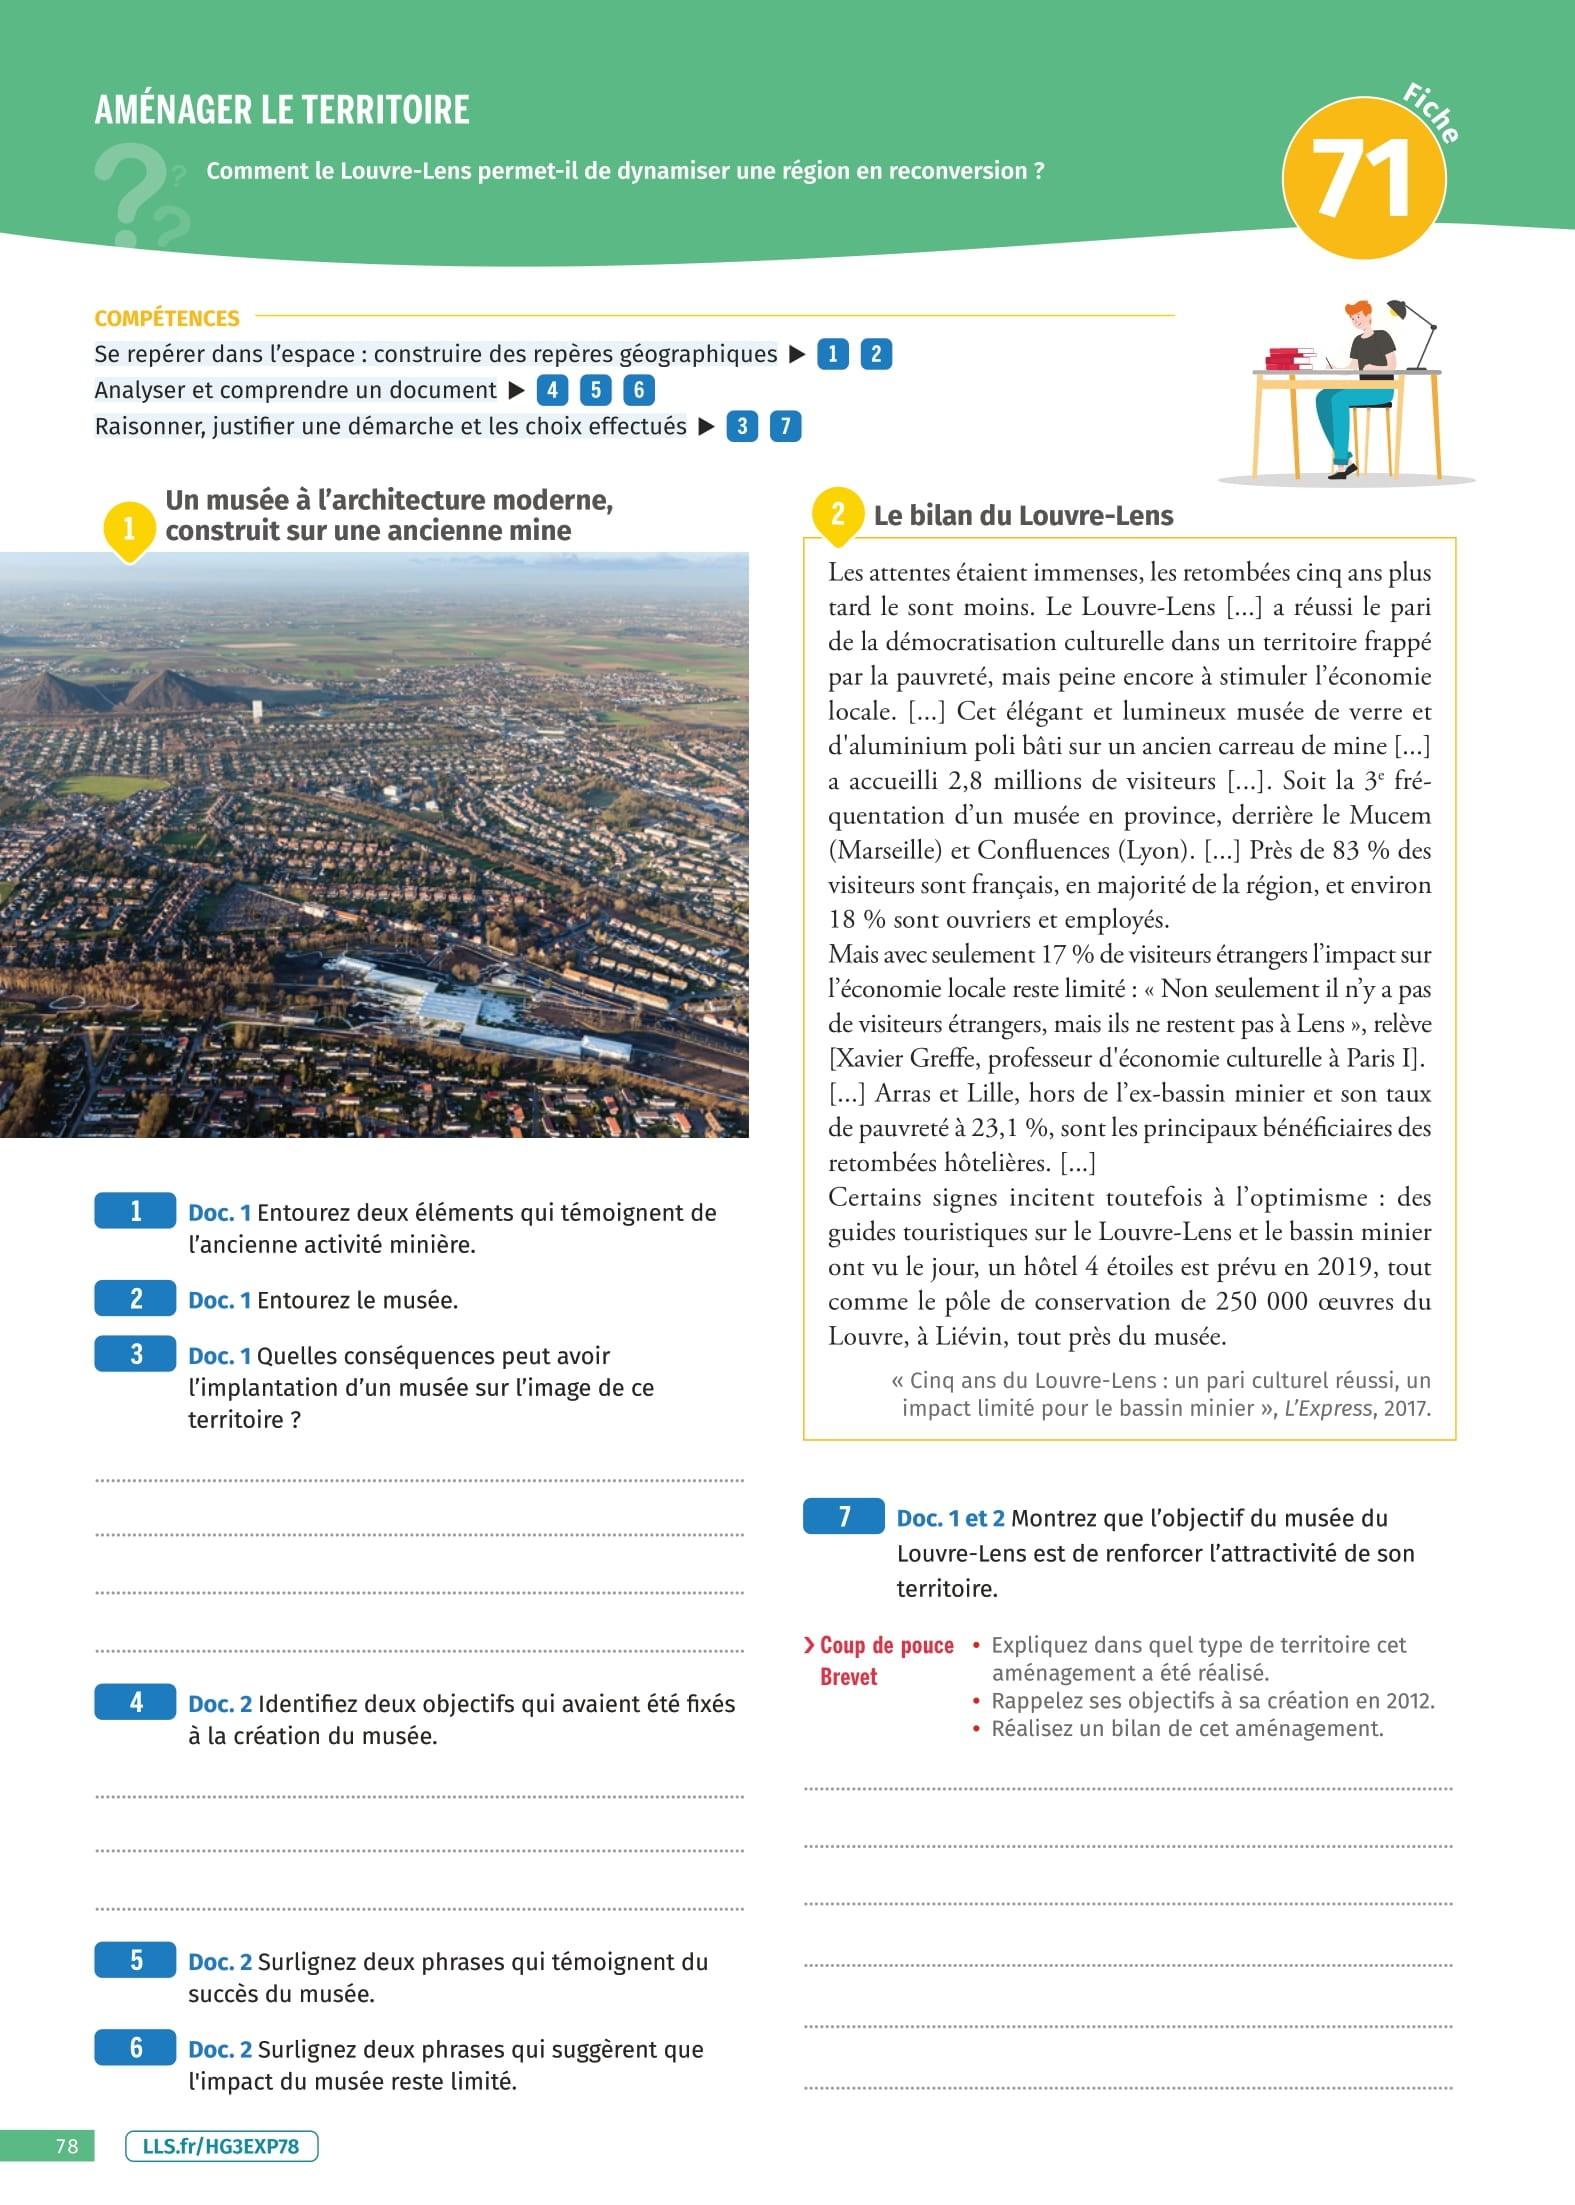 AMÉNAGER LE TERRITOIRE
Comment le Louvre-Lens permet-il de dynamiser une région en reconversion ?
Fiche
71
COMPÉTENCES
Se repérer dans l'espace : construire des repères géographiques ▶ 1 2
Analyser et comprendre un document ▶ 4 5 6
Raisonner, justifier une démarche et les choix effectués ▶ 3 7
1
Un musée à l'architecture moderne,
construit sur une ancienne mine
1 Doc. 1 Entourez deux éléments qui témoignent de
l'ancienne activité minière.
2 Doc. 1 Entourez le musée.
3 Doc. 1 Quelles conséquences peut avoir
l'implantation d'un musée sur l'image de ce
territoire ?
4 Doc. 2 Identifiez deux objectifs qui avaient été fixés
à la création du musée.
5 Doc. 2 Surlignez deux phrases qui témoignent du
succès du musée.
6 Doc. 2 Surlignez deux phrases qui suggèrent que
l'impact du musée reste limité.
2 Le bilan du Louvre-Lens
Les attentes étaient immenses, les retombées cinq ans plus
tard le sont moins. Le Louvre-Lens [...] a réussi le pari
de la démocratisation culturelle dans un territoire frappé
par la pauvreté, mais peine encore à stimuler l'économie
locale. [...] Cet élégant et lumineux musée de verre et
d'aluminium poli bâti sur un ancien carreau de mine [...]
a accueilli 2,8 millions de visiteurs [...]. Soit la 3e fré-
quentation d'un musée en province, derrière le Mucem
(Marseille) et Confluences (Lyon). [...] Près de 83 % des
visiteurs sont français, en majorité de la région, et environ
18 % sont ouvriers et employés.
Mais avec seulement 17 % de visiteurs étrangers l'impact sur
l'économie locale reste limité : « Non seulement il n'y a pas
de visiteurs étrangers, mais ils ne restent pas à Lens », relève
[Xavier Greffe, professeur d'économie culturelle à Paris I].
[...] Arras et Lille, hors de l'ex-bassin minier et son taux
de pauvreté à 23,1 %, sont les principaux bénéficiaires des
retombées hôtelières. [...]
Certains signes incitent toutefois à l'optimisme : des
guides touristiques sur le Louvre-Lens et le bassin minier
ont vu le jour, un hôtel 4 étoiles est prévu en 2019, tout
comme le pôle de conservation de 250 000 œuvres du
Louvre, à Liévin, tout près du musée.
« Cinq ans du Louvre-Lens : un pari culturel réussi, un
impact limité pour le bassin minier », L'Express, 2017.
7 Doc. 1 et 2 Montrez que l'objectif du musée du
Louvre-Lens est de renforcer l'attractivité de son
territoire.
Coup de pouce
Brevet
• Expliquez dans quel type de territoire cet
aménagement a été réalisé.
• Rappelez ses objectifs à sa création en 2012.
• Réalisez un bilan de cet aménagement.
78
LLS.fr/HG3EXP78